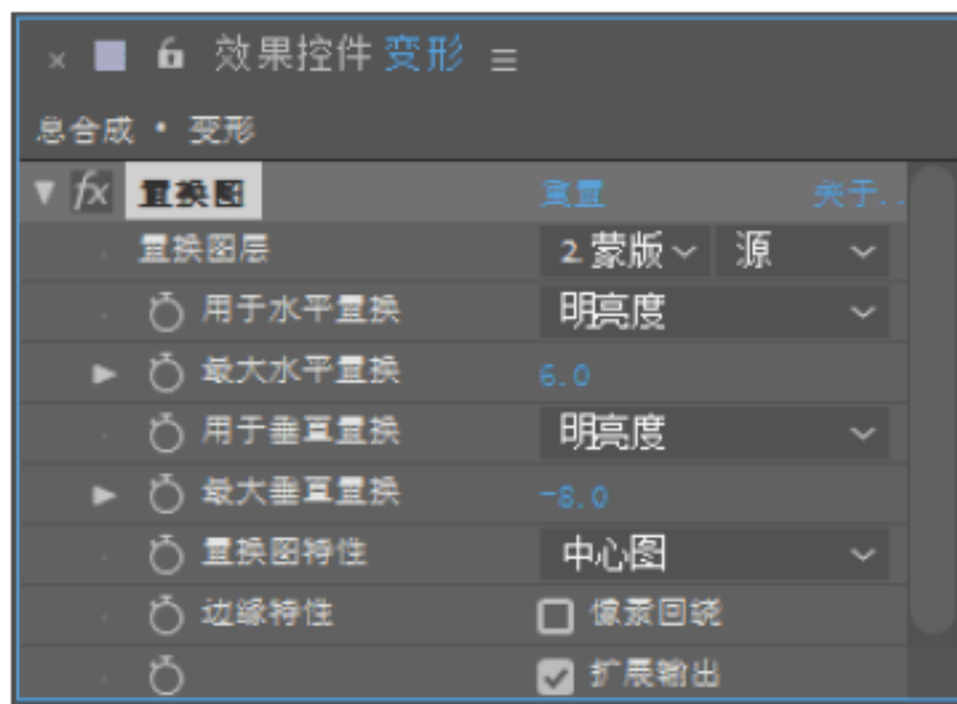 × 效果控件 变形 ≡
总合成 • 变形
fx 置换图 重置 关于..
置换图层 2.蒙版 源
用于水平置换 明亮度
最大水平置换 6.0
用于垂直置换 明亮度
最大垂直置换 -8.0
置换图特性 中心图
边缘特性 像素回绕
扩展输出